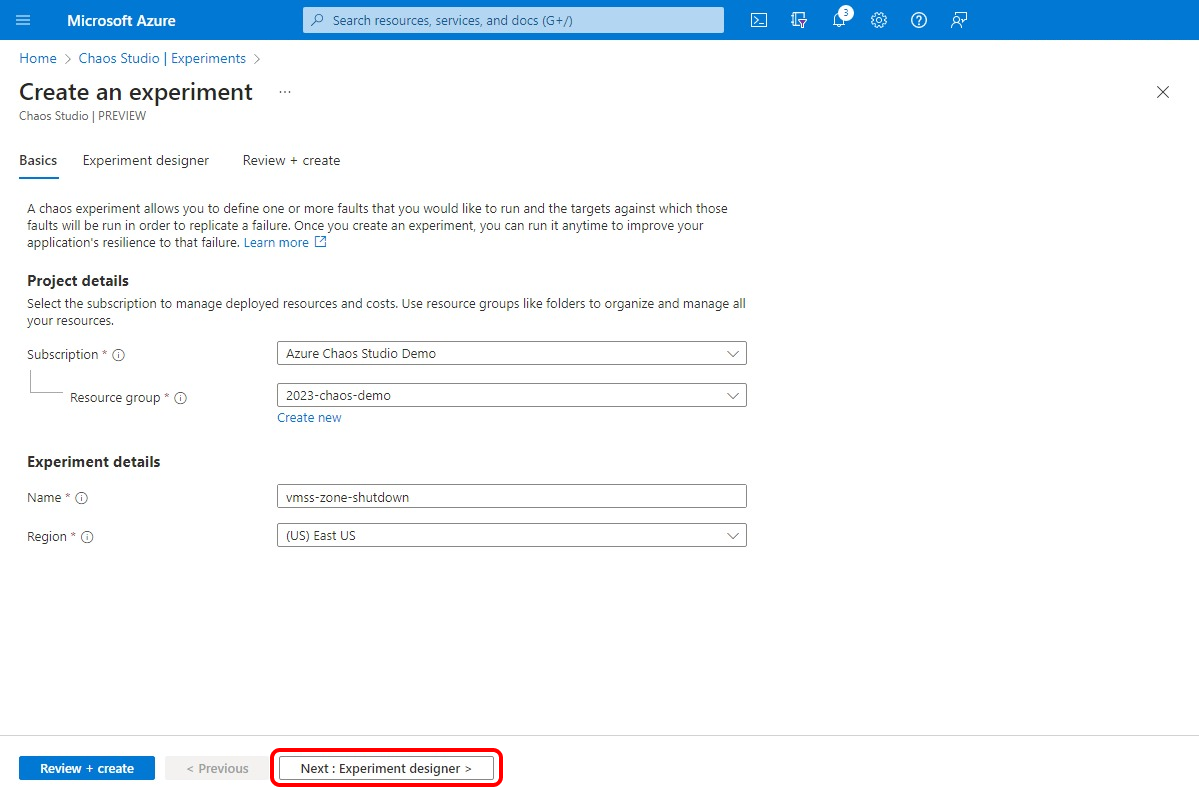 Microsoft Azure
Search resources, services, and docs (G+/)
3
Home > Chaos Studio | Experiments >
Create an experiment ...
Chaos Studio | PREVIEW
Basics Experiment designer Review + create
A chaos experiment allows you to define one or more faults that you would like to run and the targets against which those
faults will be run in order to replicate a failure. Once you create an experiment, you can run it anytime to improve your
application's resilience to that failure. Learn more
Project details
Select the subscription to manage deployed resources and costs. Use resource groups like folders to organize and manage all
your resources.
Subscription *
Azure Chaos Studio Demo
Resource group *
2023-chaos-demo
Create new
Experiment details
Name *
vmss-zone-shutdown
Region *
(US) East US
Review + create
< Previous
Next : Experiment designer >